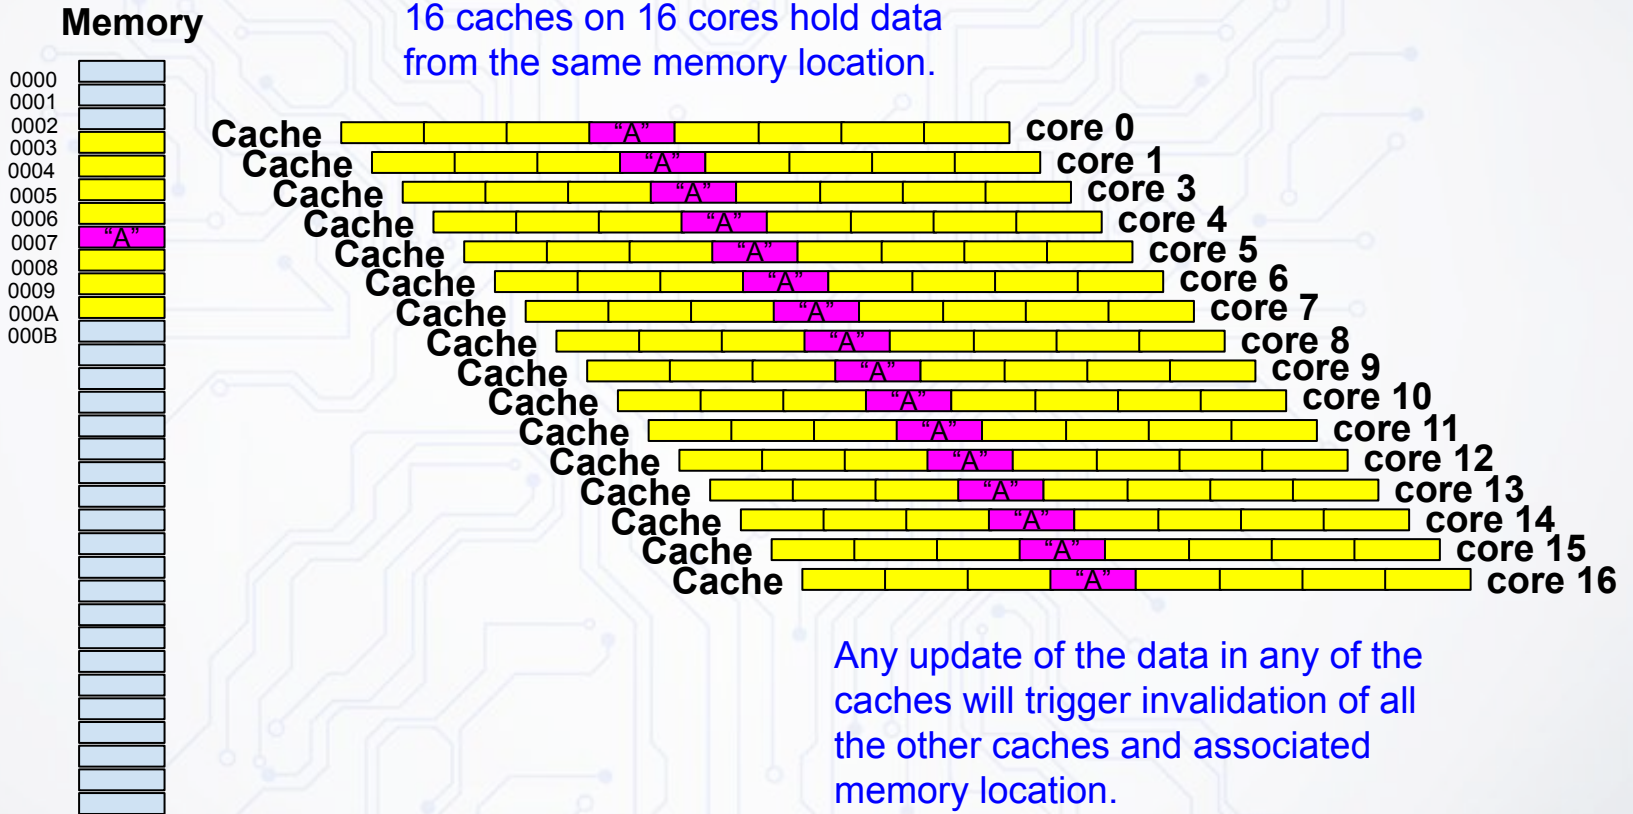 Memory
16 caches on 16 cores hold data
from the same memory location.
0000
0001
0002
0003
0004
0005
0006
0007 “A”
0008
0009
000A
000B
Cache “A” core 0
Cache “A” core 1
Cache “A” core 3
Cache “A” core 4
Cache “A” core 5
Cache “A” core 6
Cache “A” core 7
Cache “A” core 8
Cache “A” core 9
Cache “A” core 10
Cache “A” core 11
Cache “A” core 12
Cache “A” core 13
Cache “A” core 14
Cache “A” core 15
Cache “A” core 16
Any update of the data in any of the
caches will trigger invalidation of all
the other caches and associated
memory location.